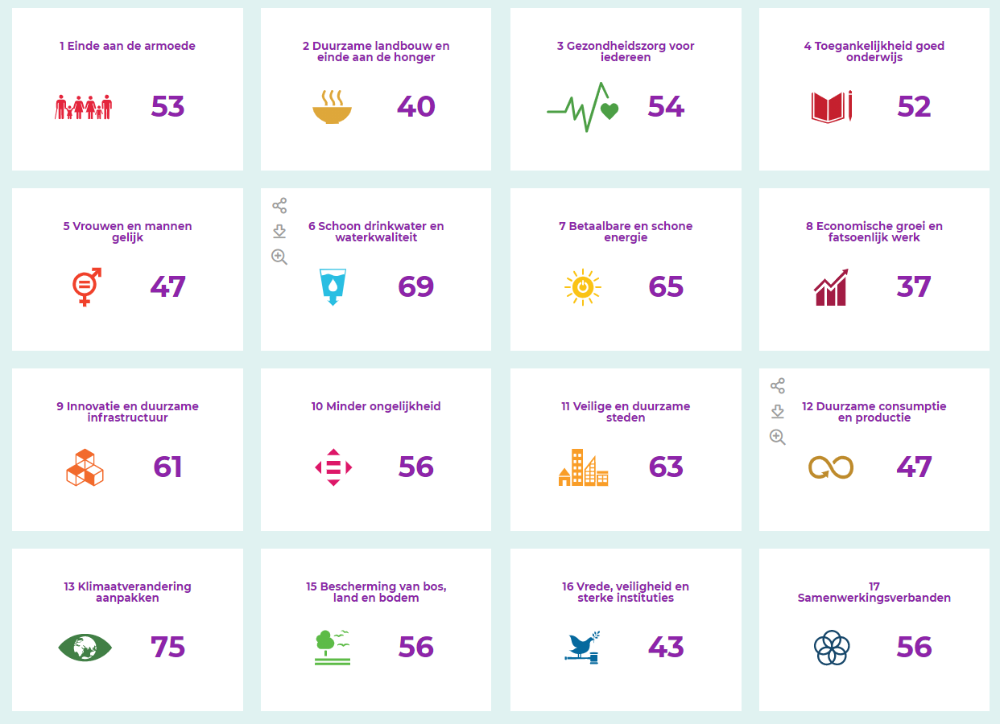 1 Einde aan de armoede
53
2 Duurzame landbouw en
einde aan de honger
40
3 Gezondheidszorg voor
iedereen
54
4 Toegankelijkheid goed
onderwijs
52
5 Vrouwen en mannen
gelijk
47
6 Schoon drinkwater en
waterkwaliteit
69
7 Betaalbare en schone
energie
65
8 Economische groei en
fatsoenlijk werk
37
9 Innovatie en duurzame
infrastructuur
61
10 Minder ongelijkheid
56
11 Veilige en duurzame
steden
63
12 Duurzame consumptie
en productie
47
13 Klimaatverandering
aanpakken
75
15 Bescherming van bos,
land en bodem
56
16 Vrede, veiligheid en
sterke instituties
43
17
Samenwerkingsverbanden
56